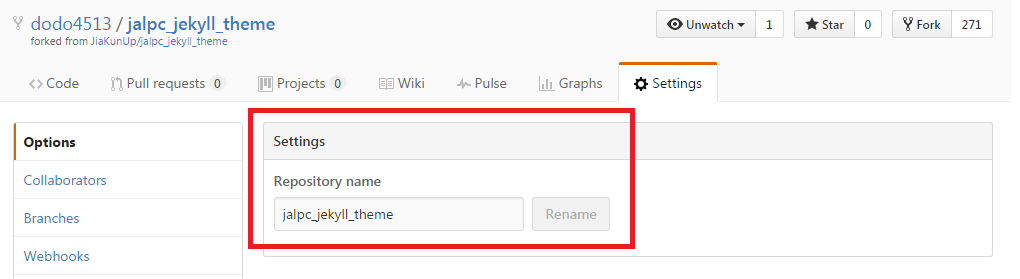 dodo4513 / jalpc_jekyll_theme
Unwatch 1 Star 0 Fork 271
forked from JiaKunUp/jalpc_jekyll_theme
Code Pull requests 0 Projects 0 Wiki Pulse Graphs Settings
Options
Collaborators
Branches
Webhooks
Settings
Repository name
jalpc_jekyll_theme Rename